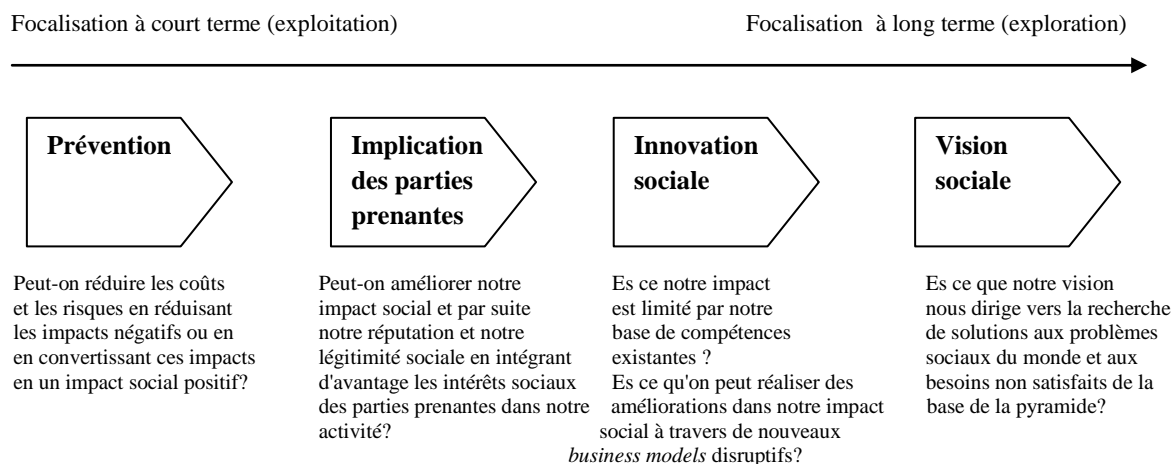 Focalisation à court terme (exploitation)
Focalisation à long terme (exploration)
Prévention
Peut-on réduire les coûts
et les risques en réduisant
les impacts négatifs ou en
en convertissant ces impacts
en un impact social positif?
Implication
des parties
prenantes
Peut-on améliorer notre
impact social et par suite
notre réputation et notre
légitimité sociale en intégrant
d'avantage les intérêts sociaux
des parties prenantes dans notre
activité?
Innovation
sociale
Es ce notre impact
est limité par notre
base de compétences
existantes ?
Es ce qu'on peut réaliser des
améliorations dans notre impact
social à travers de nouveaux
business models disruptifs?
Vision
sociale
Es ce que notre vision
nous dirige vers la recherche
de solutions aux problèmes
sociaux du monde et aux
besoins non satisfaits de la
base de la pyramide?